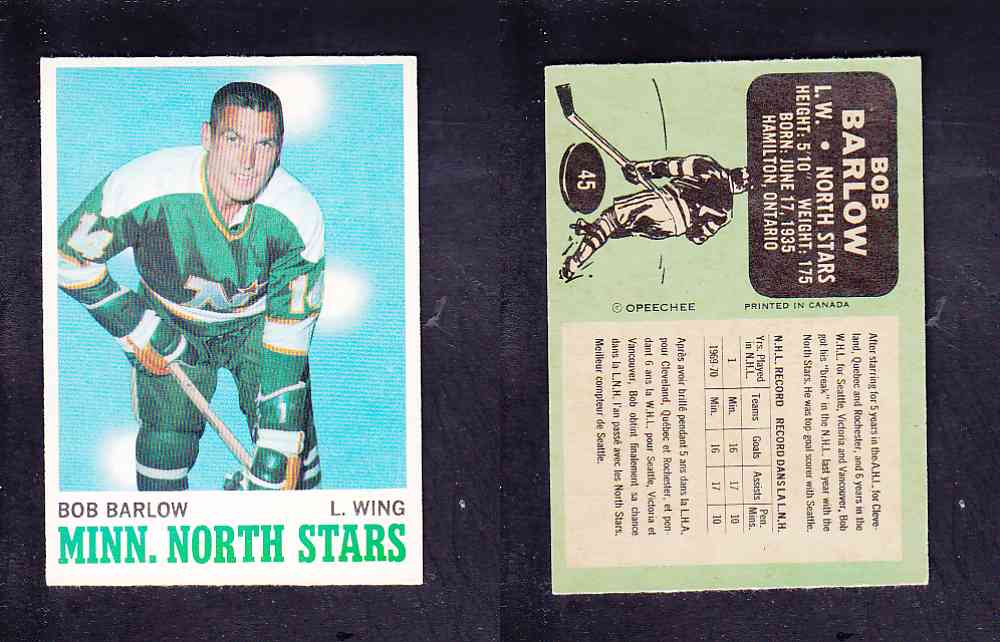 14
14
BOB BARLOW L. WING
MINN. NORTH STARS
BOB
BARLOW
L.W. • NORTH STARS
HEIGHT: 5'10" WEIGHT: 175
BORN: JUNE 17, 1935
HAMILTON, ONTARIO
45
© OPEECHEE
PRINTED IN CANADA
After starring for 5 years in the A.H.L. for Cleve-
land, Quebec and Rochester, and 6 years in the
W.H.L. for Seattle, Victoria and Vancouver, Bob
got his "break" in the N.H.L. last year with the
North Stars. He was top goal scorer with Seattle.
N.H.L. RECORD RECORD DANS LA L.N.H.
Yrs. Played in N.H.L. Teams Goals Assists Pen. Mins.
1 Min. 16 17 10
1969-70 Min. 16 17 10
Après avoir brillé pendant 5 ans dans la L.H.A.
pour Cleveland, Québec et Rochester, et pen-
dant 6 ans la W.H.L. pour Seattle, Victoria et
Vancouver, Bob obtint finalement sa chance
dans la L.N.H. l'an passé avec les North Stars.
Meilleur compteur de Seattle.